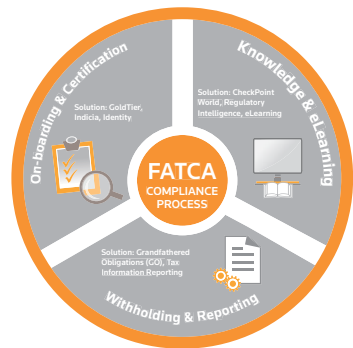 On-boarding & Certification
Solution: GoldTier,
Indicia, Identity
Knowledge & eLearning
Solution: CheckPoint
World, Regulatory
Intelligence, eLearning
FATCA
COMPLIANCE
PROCESS
Solution: Grandfathered
Obligations (GO), Tax
Information Reporting
Withholding & Reporting